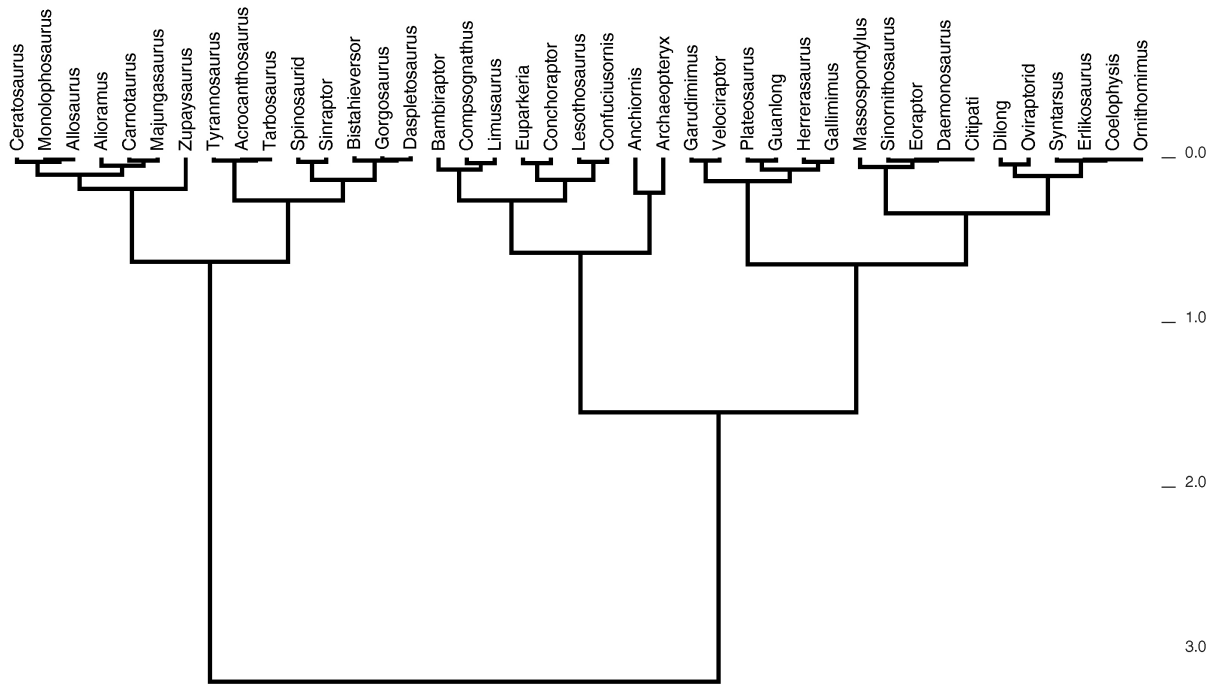 Ceratosaurus
Monolophosaurus
Allosaurus
Alioramus
Carnotaurus
Majungasaurus
Zupaysaurus
Tyrannosaurus
Acrocanthosaurus
Tarbosaurus
Spinosaurid
Sinraptor
Bistahieversor
Gorgosaurus
Daspletosaurus
Bambiraptor
Compsognathus
Limusaurus
Euparkeria
Conchoraptor
Lesothosaurus
Confuciusornis
Anchiornis
Archaeopteryx
Garudimimus
Velociraptor
Plateosaurus
Guanlong
Herrerasaurus
Gallimimus
Massospondylus
Sinornithosaurus
Eoraptor
Daemonosaurus
Citipati
Dilong
Oviraptorid
Syntarsus
Erlikosaurus
Coelophysis
Ornithomimus
0.0
1.0
2.0
3.0